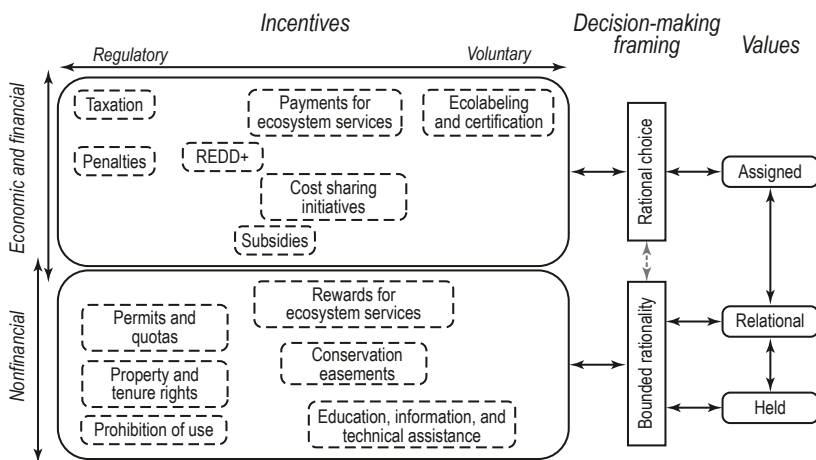 Incentives
Decision-making
framing
Values
Regulatory
Voluntary
Economic and financial
Taxation
Payments for
ecosystem services
Ecolabeling
and certification
Penalties
REDD+
Cost sharing
initiatives
Subsidies
Rational choice
Assigned
Nonfinancial
Rewards for
ecosystem services
Permits and
quotas
Conservation
easements
Property and
tenure rights
Prohibition of use
Education, information, and
technical assistance
Bounded rationality
Relational
Held